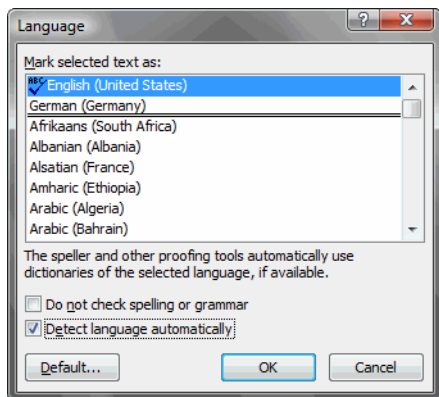 Language
?
X
Mark selected text as:
ABC English (United States)
German (Germany)
Afrikaans (South Africa)
Albanian (Albania)
Alsatian (France)
Amharic (Ethiopia)
Arabic (Algeria)
Arabic (Bahrain)
The speller and other proofing tools automatically use
dictionaries of the selected language, if available.
Do not check spelling or grammar
Detect language automatically
Default...
OK
Cancel